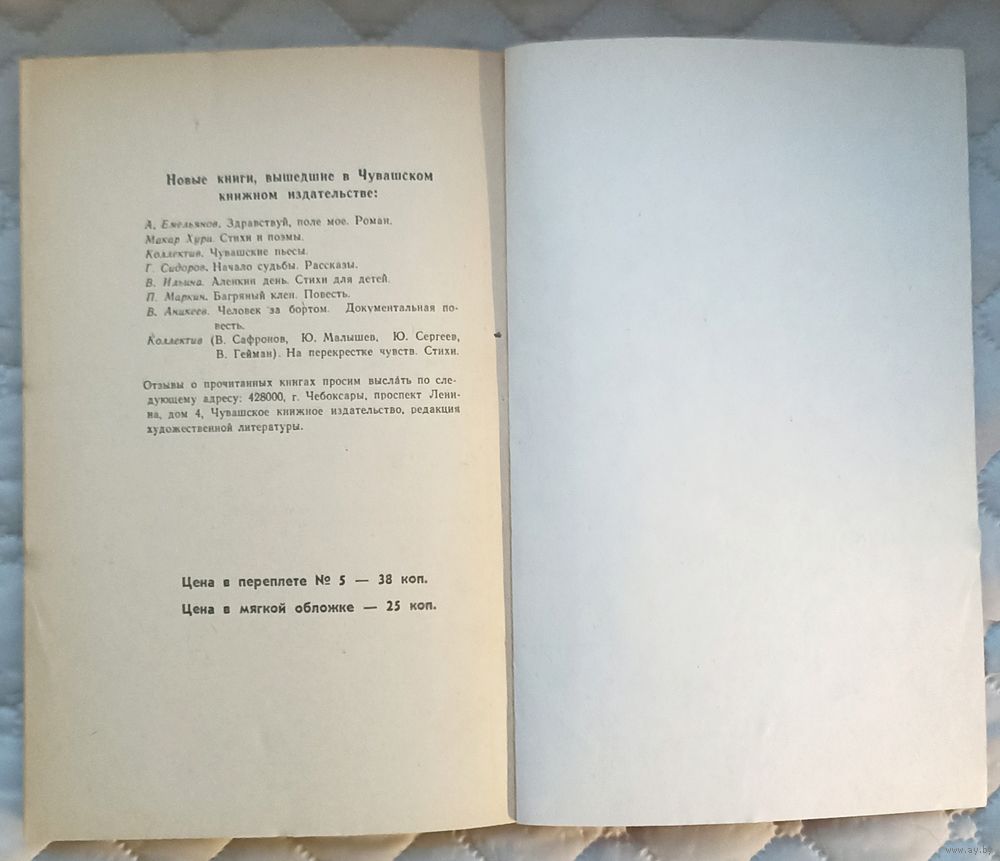 Новые книги, вышедшие в Чувашском
книжном издательстве:
А. Емельянов. Здравствуй, поле мое. Роман.
Макар Хури. Стихи и поэмы.
Коллектив. Чувашские пьесы.
Г. Сидоров. Начало судьбы. Рассказы.
В. Ильина. Аленкин день. Стихи для детей.
П. Маркин. Багряный клен. Повесть.
В. Аникеев. Человек за бортом. Документальная по-
весть.
Коллектив (В. Сафронов, Ю. Малышев, Ю. Сергеев,
В. Гейман). На перекрестке чувств. Стихи.
Отзывы о прочитанных книгах просим выслать по сле-
дующему адресу: 428000, г. Чебоксары, проспект Лени-
на, дом 4, Чувашское книжное издательство, редакция
художественной литературы.
Цена в переплете № 5 — 38 коп.
Цена в мягкой обложке — 25 коп.
www.ay.by